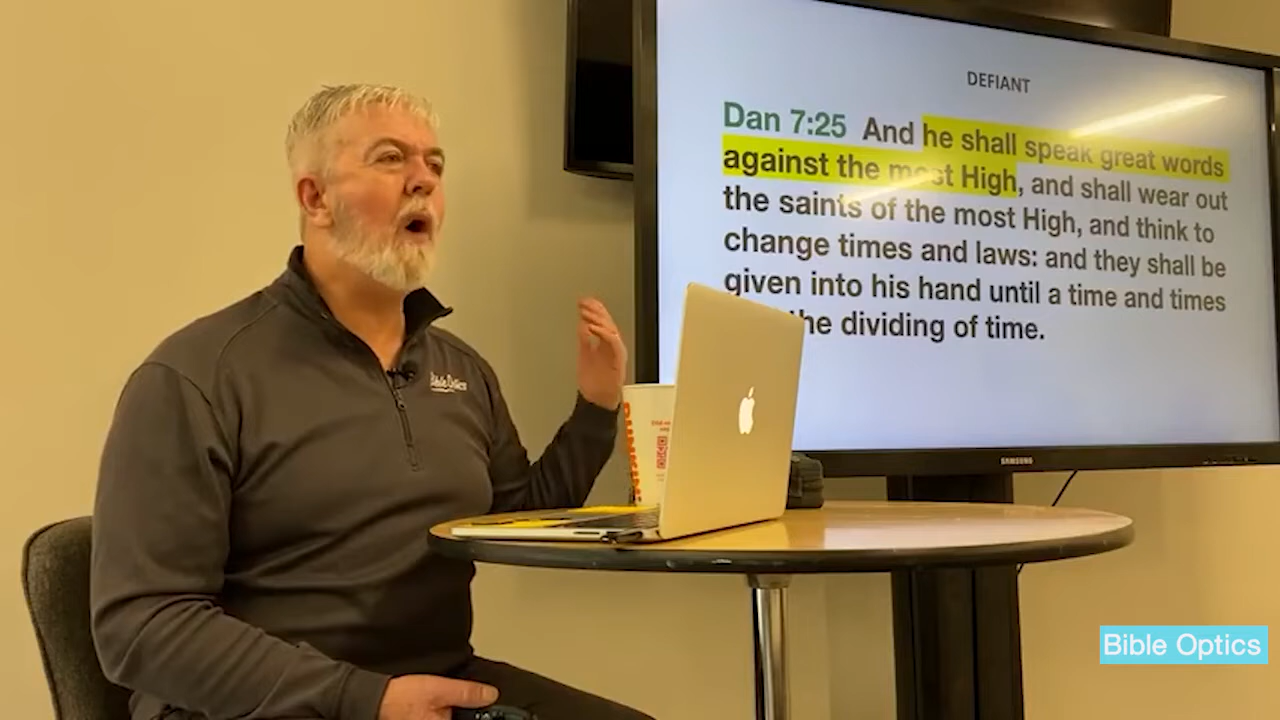 DEFIANT
Dan 7:25 And he shall speak great words
against the most High, and shall wear out
the saints of the most High, and think to
change times and laws: and they shall be
given into his hand until a time and times
the dividing of time.
Bible Optics
DUNKIN'
SAMSUNG
Bible Optics